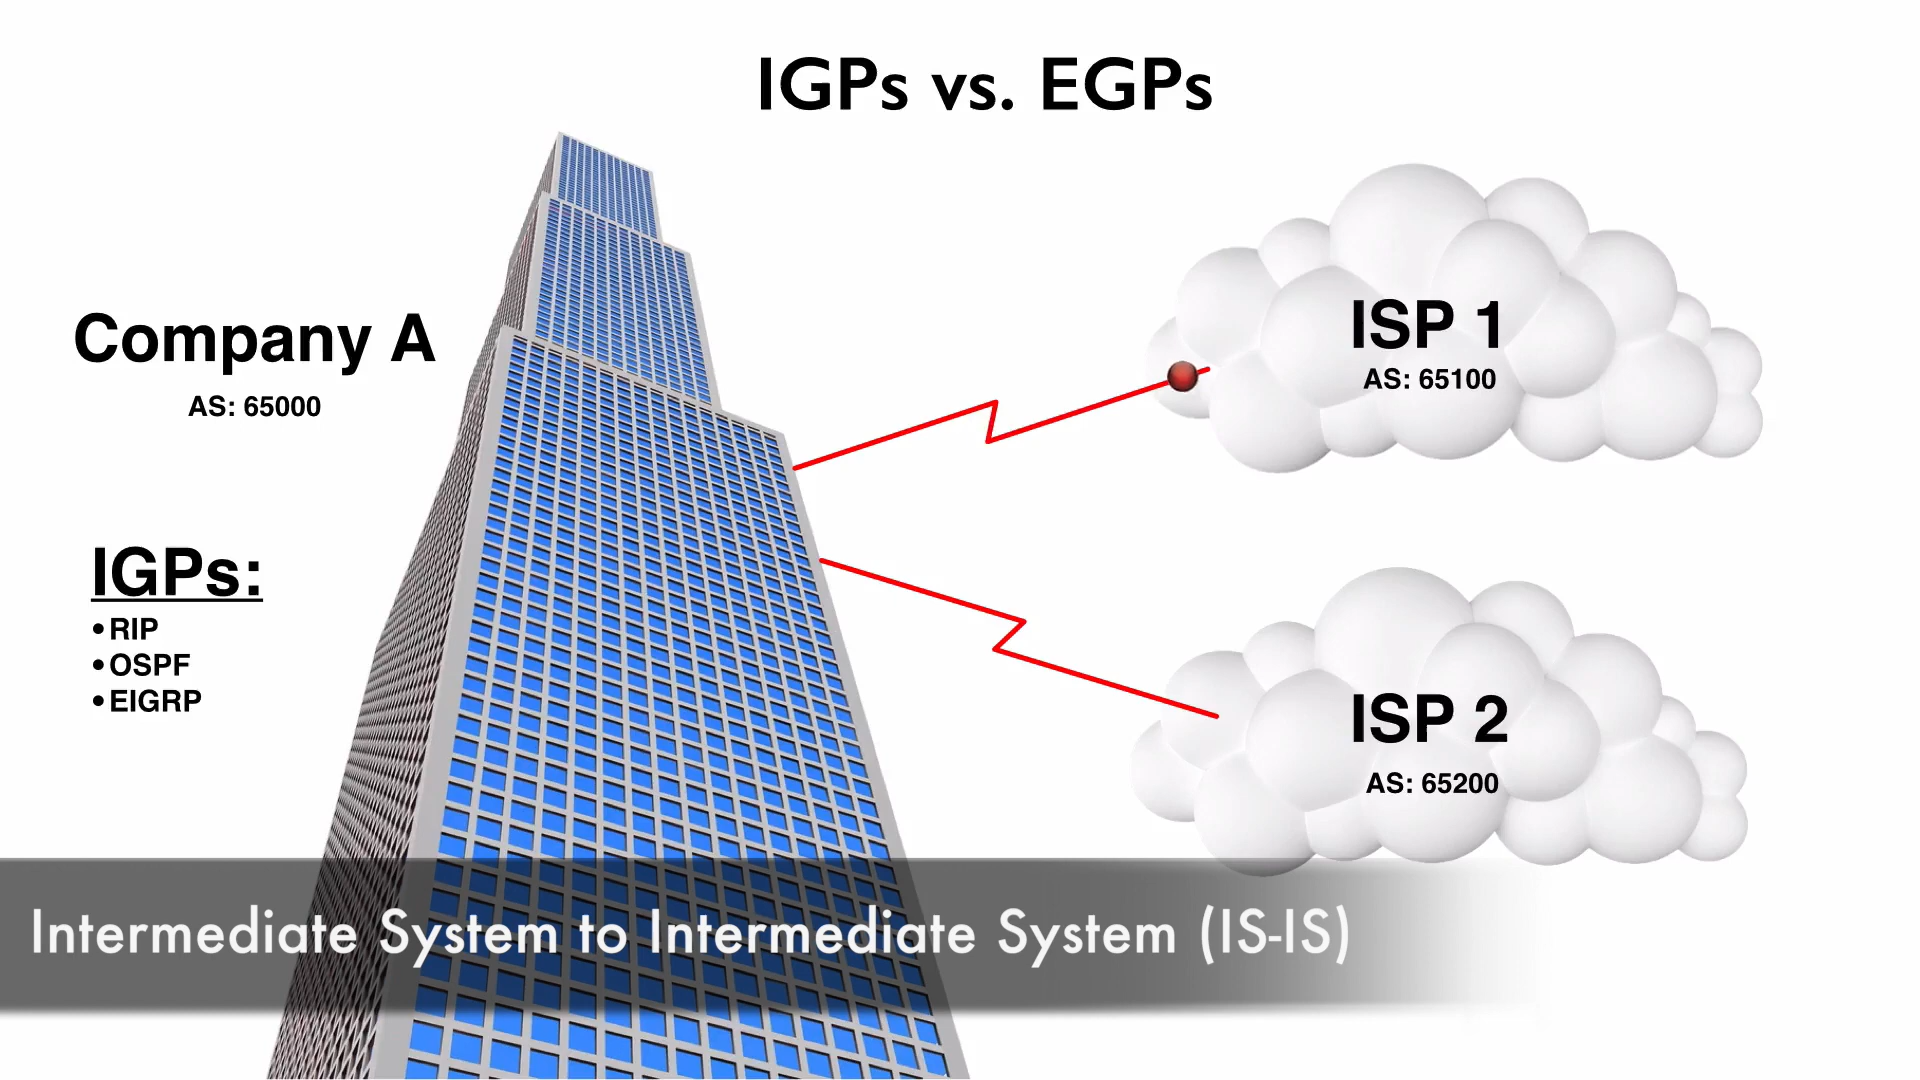 IGPs vs. EGPs
Company A
AS: 65000
IGPs:
•RIP
•OSPF
•EIGRP
ISP 1
AS: 65100
ISP 2
AS: 65200
Intermediate System to Intermediate System (IS-IS)